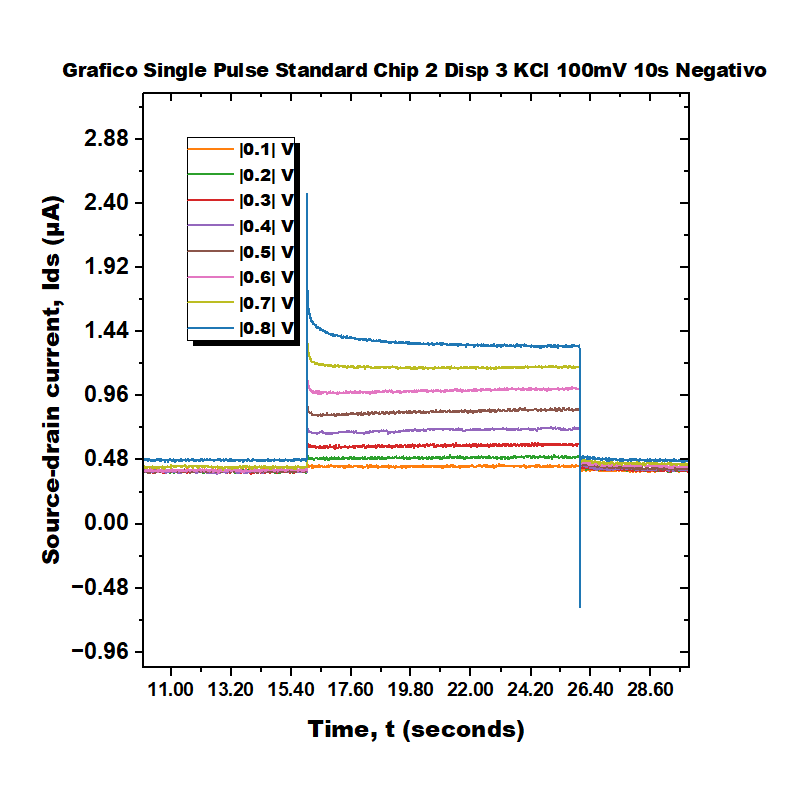 Grafico Single Pulse Standard Chip 2 Disp 3 KCl 100mV 10s Negativo
Source-drain current, Ids (µA)
2.88
2.40
1.92
1.44
0.96
0.48
0.00
−0.48
−0.96
|0.1| V
|0.2| V
|0.3| V
|0.4| V
|0.5| V
|0.6| V
|0.7| V
|0.8| V
11.00 13.20 15.40 17.60 19.80 22.00 24.20 26.40 28.60
Time, t (seconds)